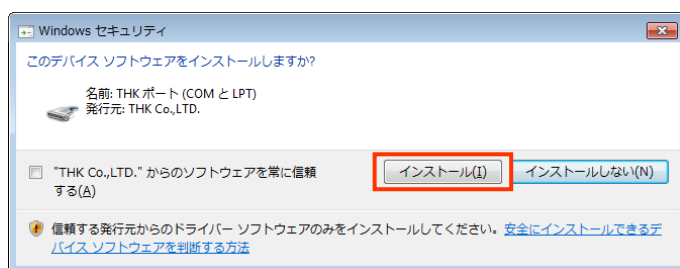 Windows セキュリティ
このデバイス ソフトウェアをインストールしますか?
名前: THK ポート (COM と LPT)
発行元: THK Co.,LTD.
"THK Co.,LTD." からのソフトウェアを常に信頼
する(A)
インストール(I)
インストールしない(N)
信頼する発行元からのドライバー ソフトウェアのみをインストールしてください。安全にインストールできるデ
バイス ソフトウェアを判断する方法